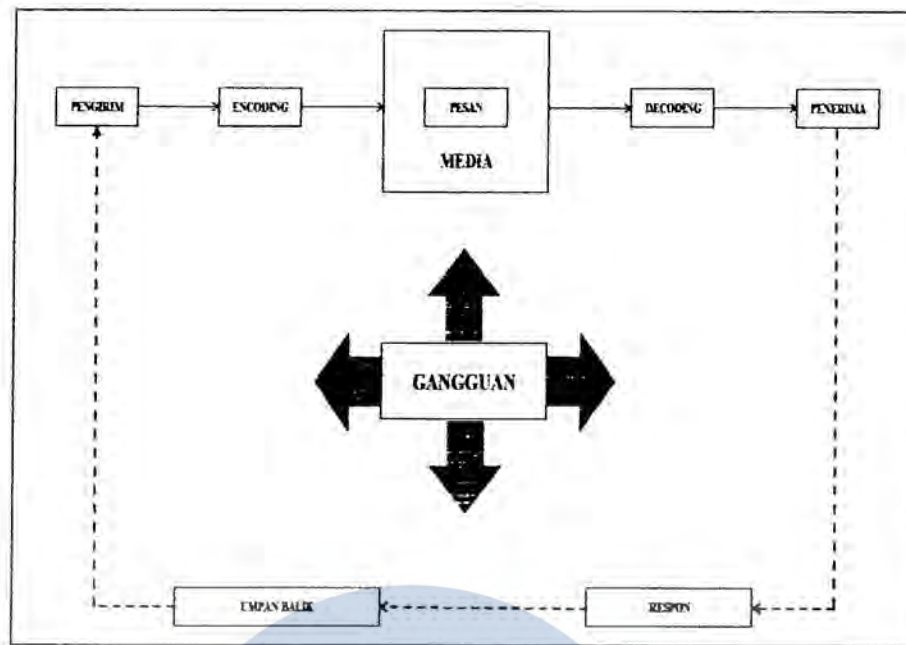 PENGIRIM
ENCODING
PESAN
MEDIA
DECODING
PENERIMA
GANGGUAN
UMPAN BALIK
RESPON